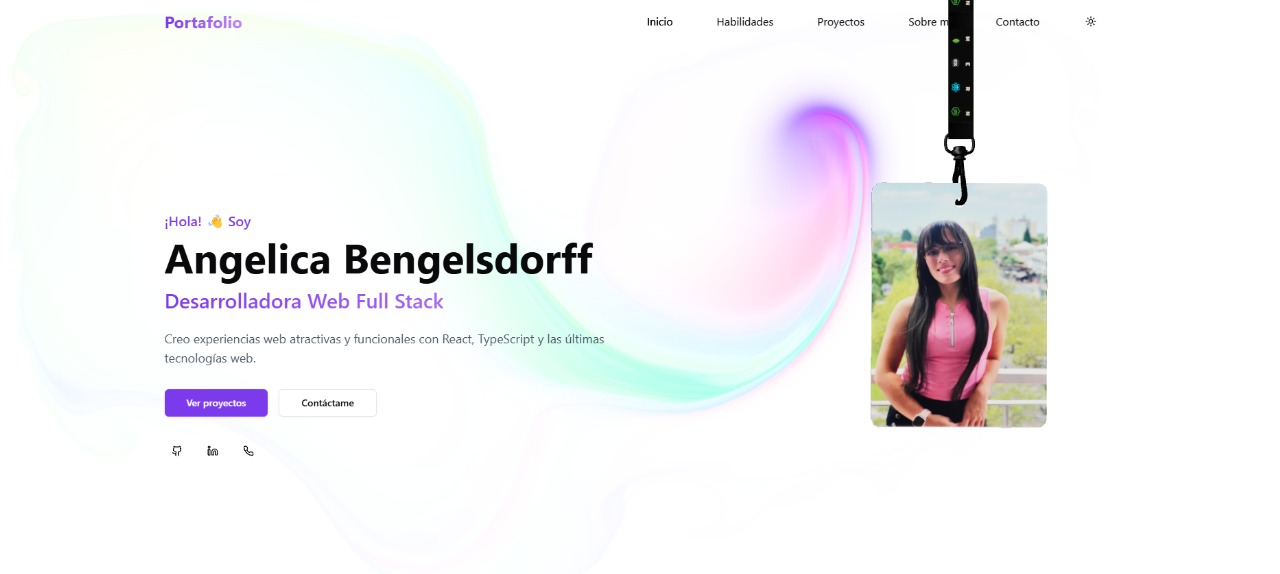 Portafolio
Inicio Habilidades Proyectos Sobre m Contacto
¡Hola! 👋 Soy
Angelica Bengelsdorff
Desarrolladora Web Full Stack
Creo experiencias web atractivas y funcionales con React, TypeScript y las últimas
tecnologías web.
Ver proyectos Contáctame